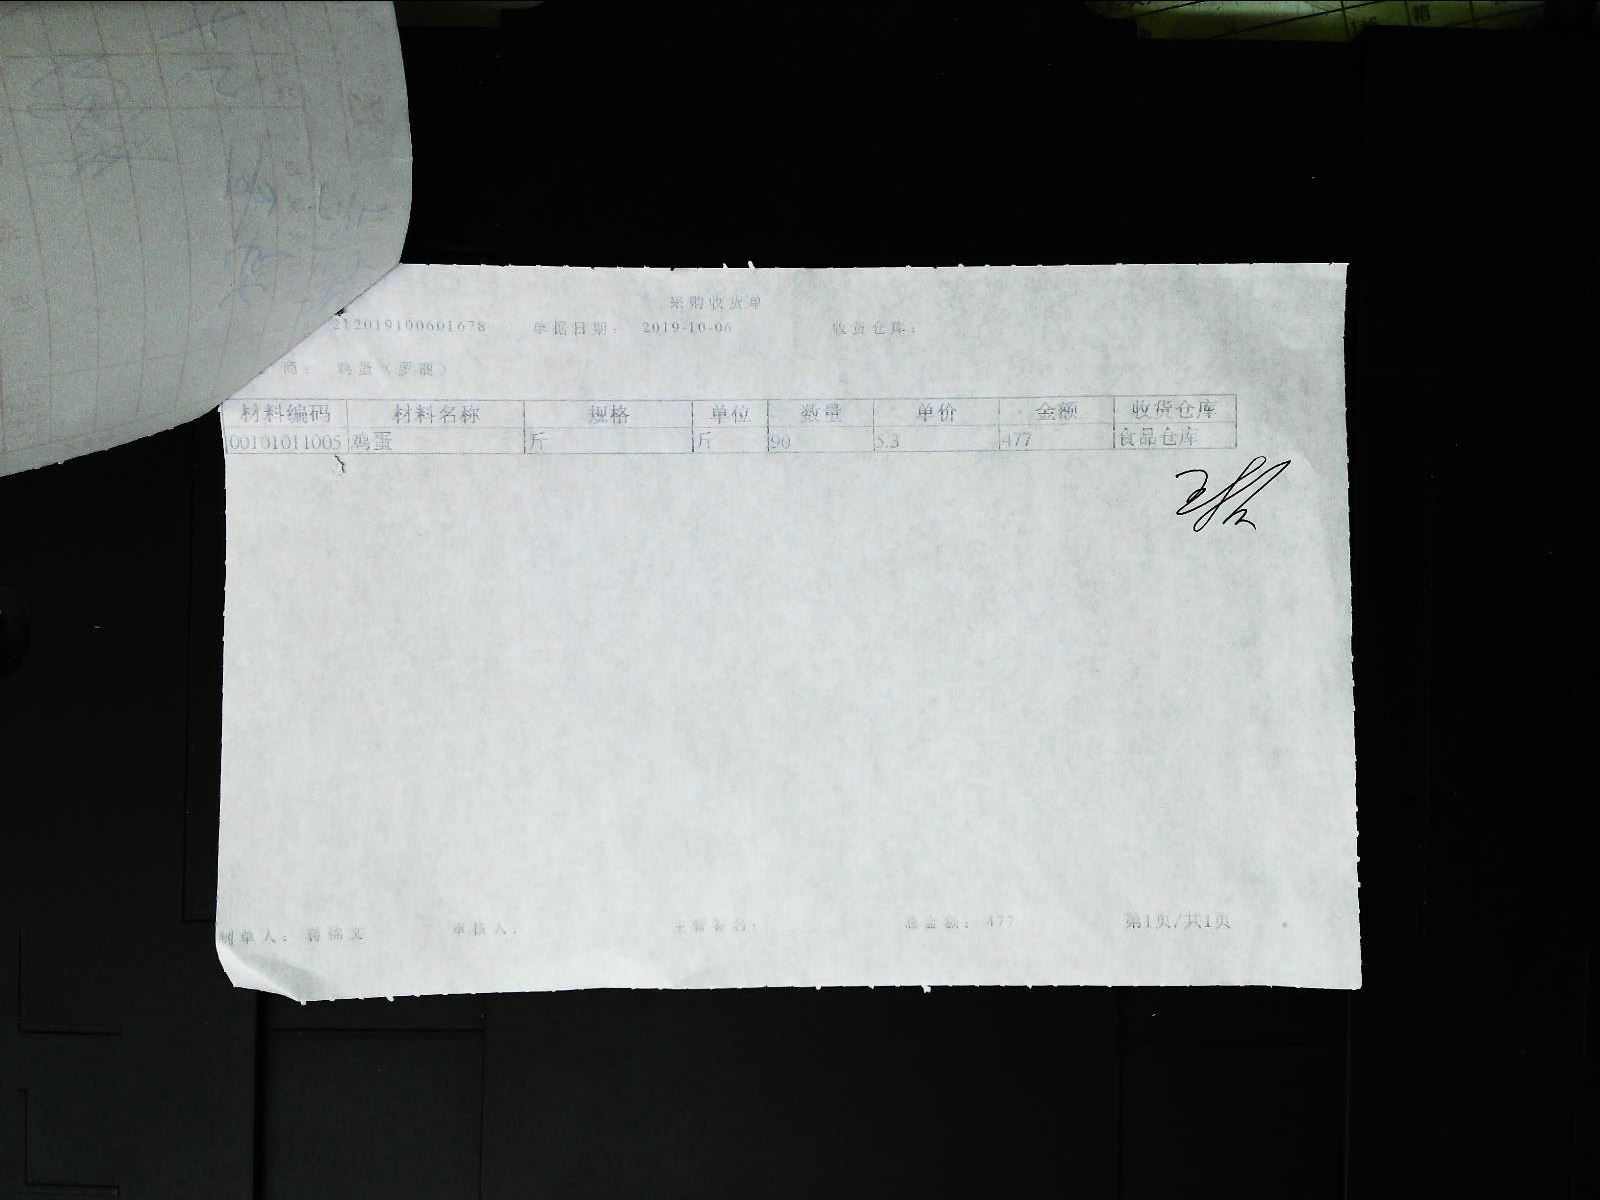 采购收货单
212019100601678 单据日期： 2019-10-06 收货仓库：
商： 鸡蛋（罗丽）
材料编码 材料名称 规格 单位 数量 单价 金额 收货仓库
00101011005 鸡蛋 斤 斤 90 5.3 477 食品仓库
制单人： 蒋锦文 审核人： 主管签名： 总金额： 477 第1页/共1页